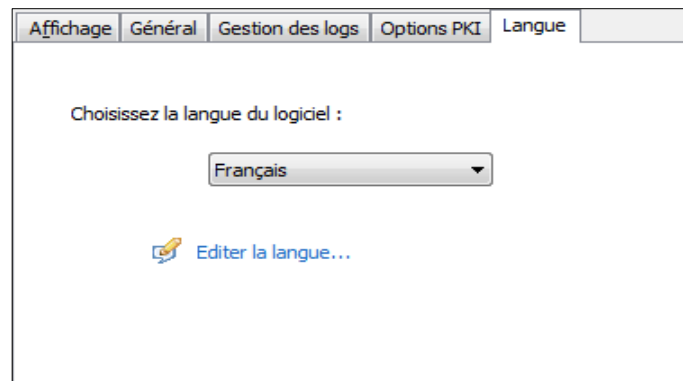 Affichage Général Gestion des logs Options PKI Langue
Choisissez la langue du logiciel :
Français
Editer la langue...